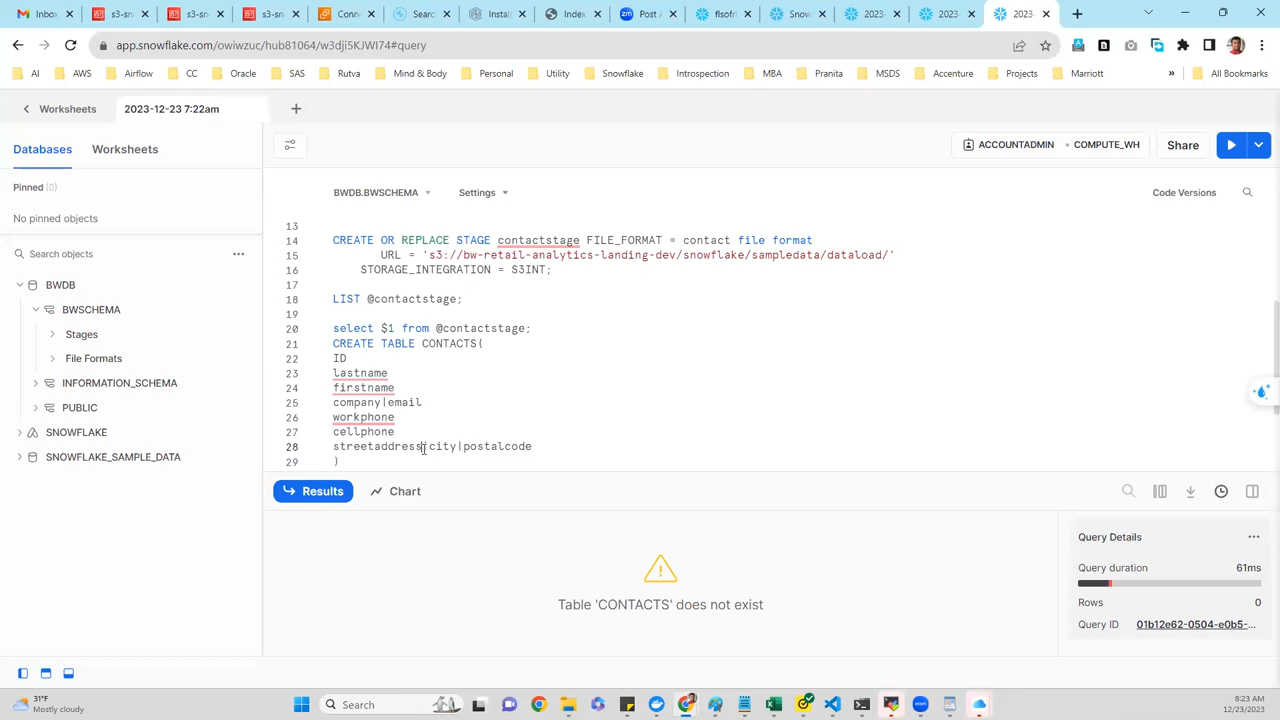 s3-sn
s3-sn
s3-sn
Conn
Searc
Install
Index
Post A
flsofr
Snow
2023-
2023-
2023-
app.snowflake.com/owiwzuc/hub81064/w3dji5KJWI74#query
AI AWS Airflow CC Oracle SAS Rutva Mind & Body Personal Utility Snowflake Introspection MBA Pranita MSDS Accenture Projects Marriott » All Bookmarks
Worksheets 2023-12-23 7:22am +
Databases Worksheets
ACCOUNTADMIN • COMPUTE_WH Share
Pinned (0)
No pinned objects
BWDB.BWSCHEMA Settings Code Versions
Search objects
BWDB
BWSCHEMA
Stages
File Formats
INFORMATION_SCHEMA
PUBLIC
SNOWFLAKE
SNOWFLAKE_SAMPLE_DATA
13
14 CREATE OR REPLACE STAGE contactstage FILE_FORMAT = contact file format
15 URL = 's3://bw-retail-analytics-landing-dev/snowflake/sampledata/dataload/'
16 STORAGE_INTEGRATION = S3INT;
17
18 LIST @contactstage;
19
20 select $1 from @contactstage;
21 CREATE TABLE CONTACTS(
22 ID
23 lastname
24 firstname
25 company|email
26 workphone
27 cellphone
28 streetaddress|city|postalcode
29 )
Results Chart
Table 'CONTACTS' does not exist
Query Details
Query duration 61ms
Rows 0
Query ID 01b12e62-0504-e0b5-...
31°F
Mostly cloudy
Search
8:23 AM
12/23/2023